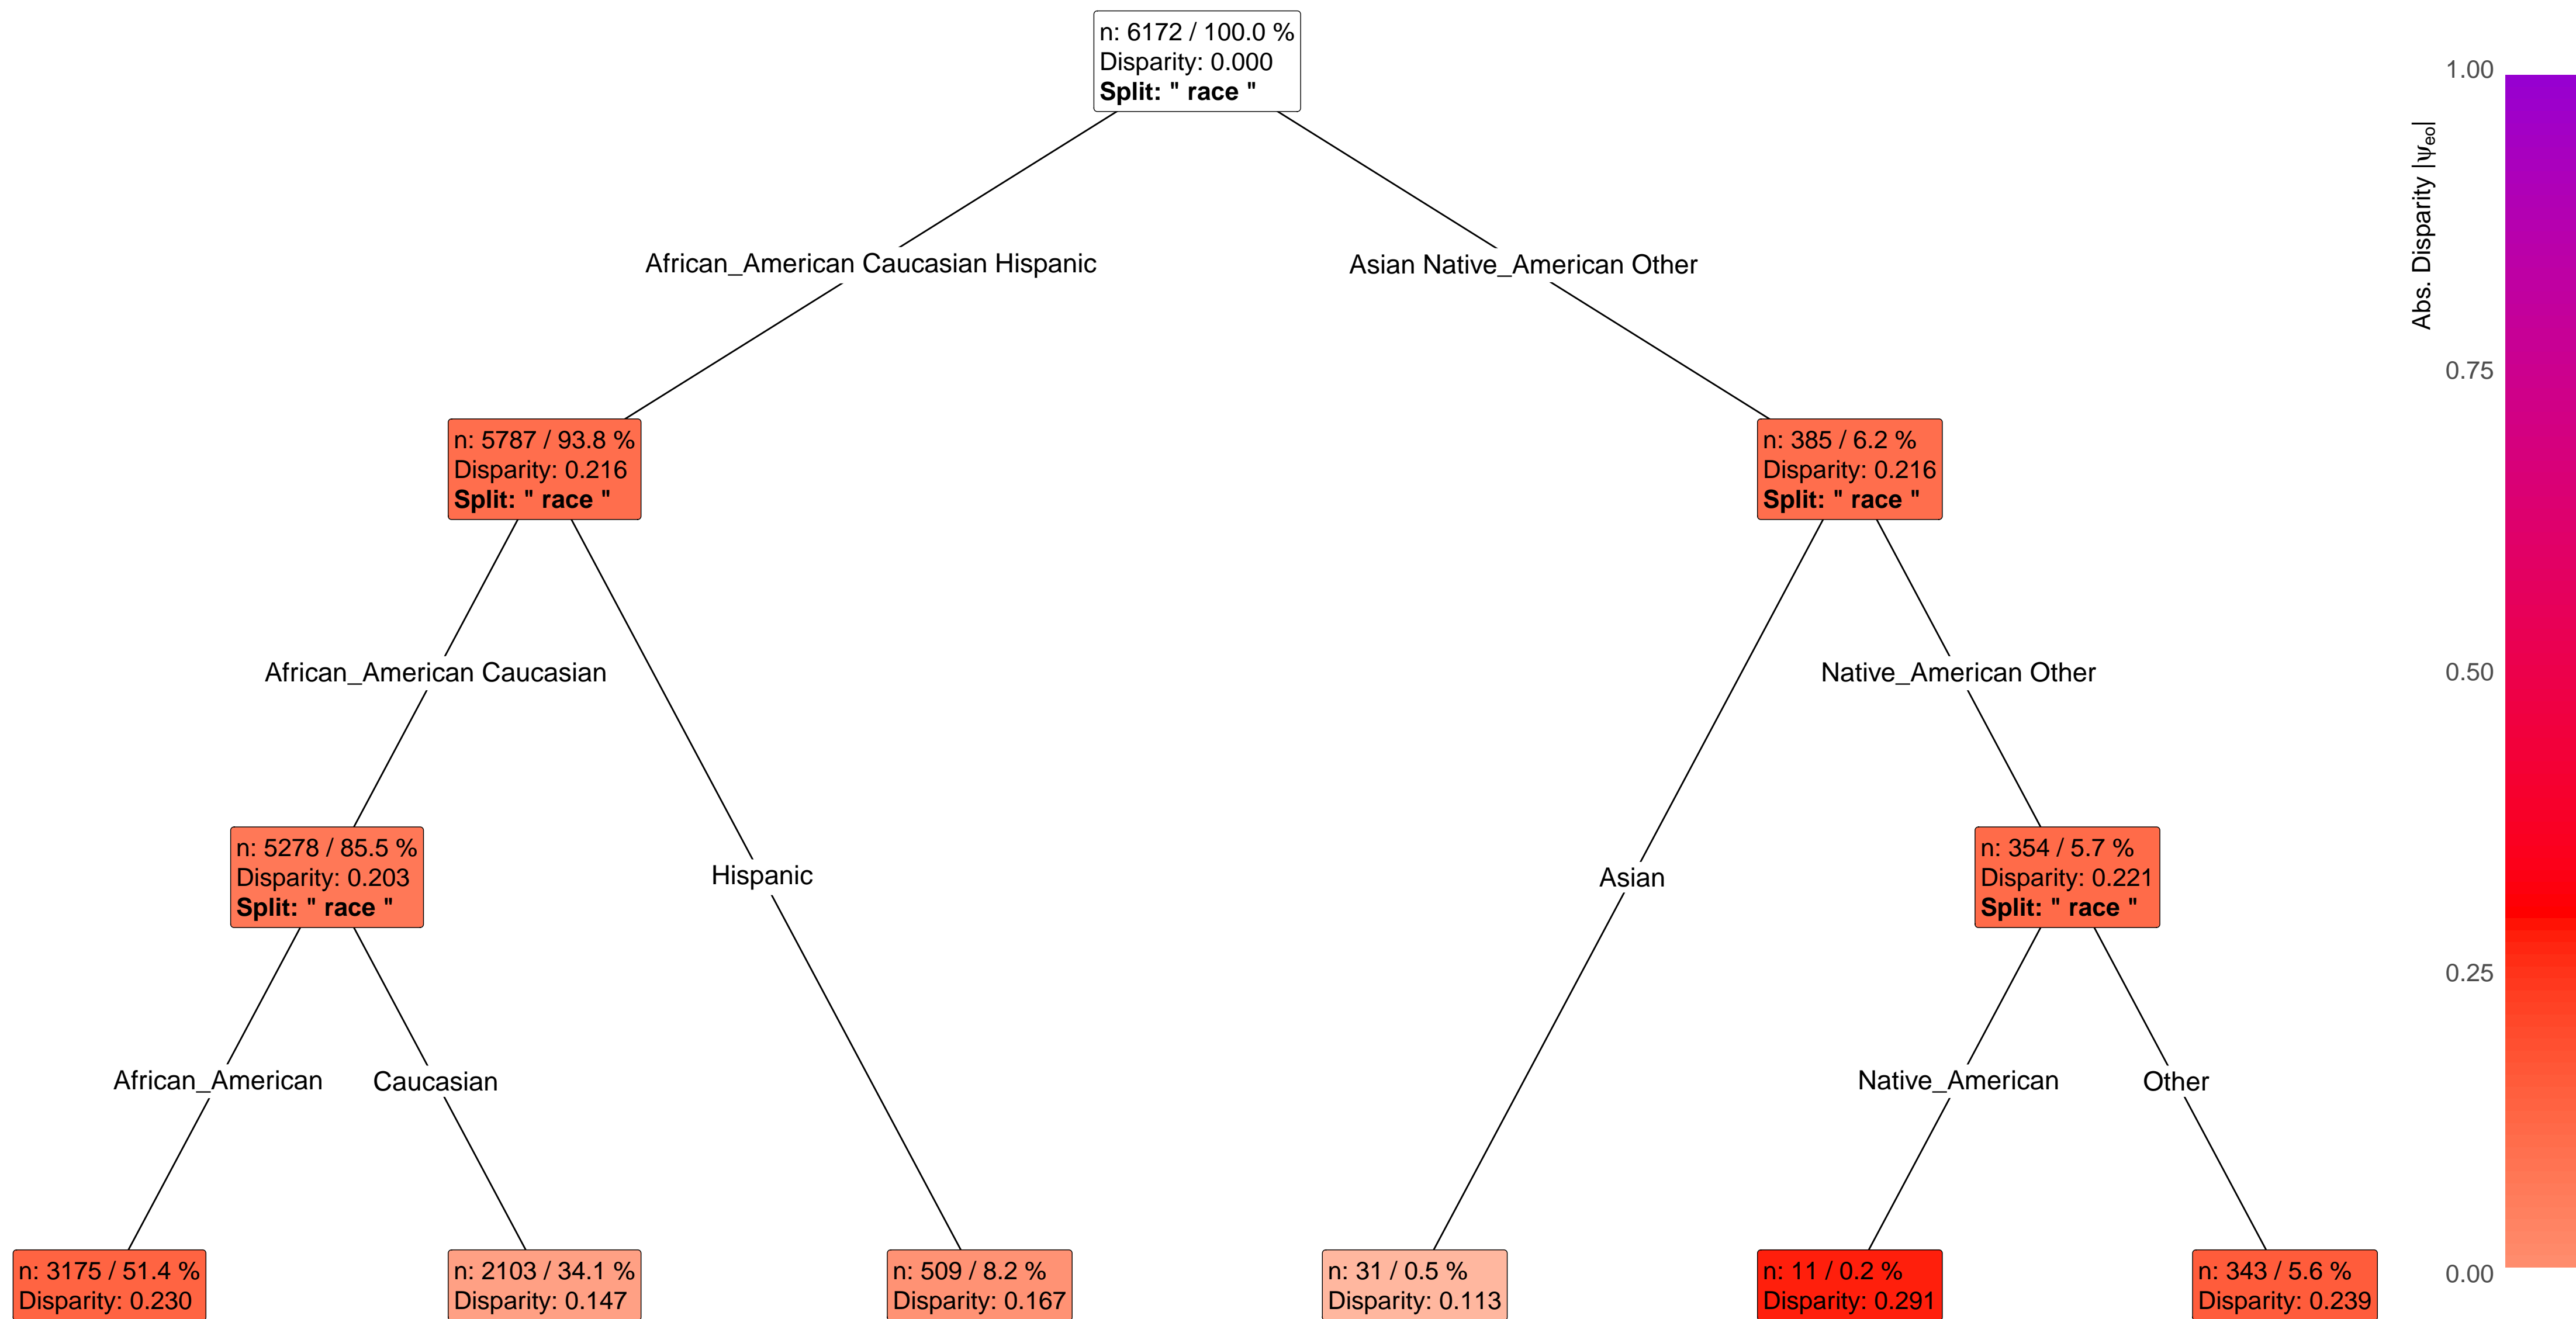 n: 6172 / 100.0 %
Disparity: 0.000
Split: " race "
African_American Caucasian Hispanic
Asian Native_American Other
n: 5787 / 93.8 %
Disparity: 0.216
Split: " race "
n: 385 / 6.2 %
Disparity: 0.216
Split: " race "
African_American Caucasian
Native_American Other
n: 5278 / 85.5 %
Disparity: 0.203
Split: " race "
Hispanic
Asian
n: 354 / 5.7 %
Disparity: 0.221
Split: " race "
African_American
Caucasian
Native_American
Other
n: 3175 / 51.4 %
Disparity: 0.230
n: 2103 / 34.1 %
Disparity: 0.147
n: 509 / 8.2 %
Disparity: 0.167
n: 31 / 0.5 %
Disparity: 0.113
n: 11 / 0.2 %
Disparity: 0.291
n: 343 / 5.6 %
Disparity: 0.239
Abs. Disparity |ψeo|
1.00
0.75
0.50
0.25
0.00